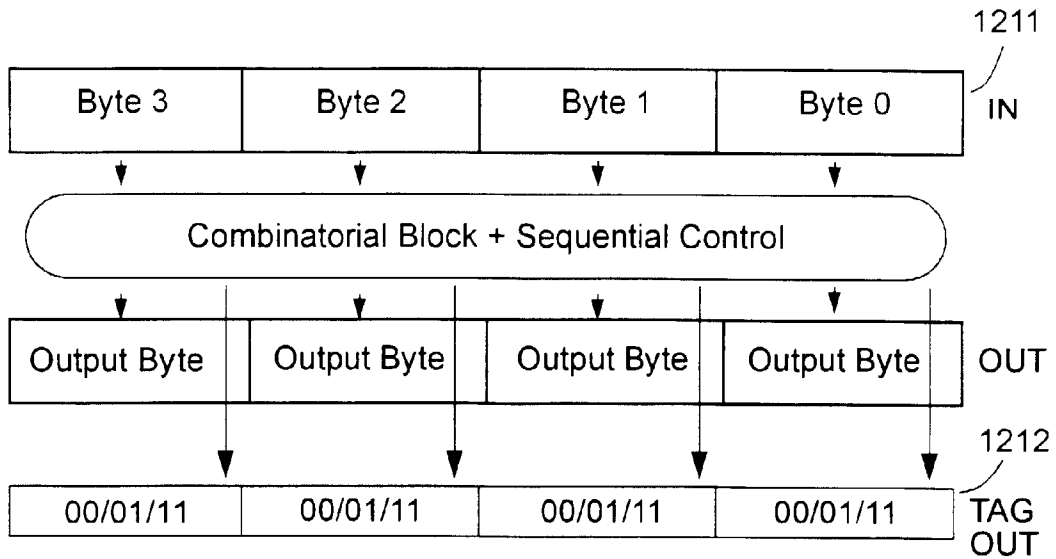 1211
Byte 3 Byte 2 Byte 1 Byte 0 IN
Combinatorial Block + Sequential Control
Output Byte Output Byte Output Byte Output Byte OUT
1212
00/01/11 00/01/11 00/01/11 00/01/11 TAG
OUT